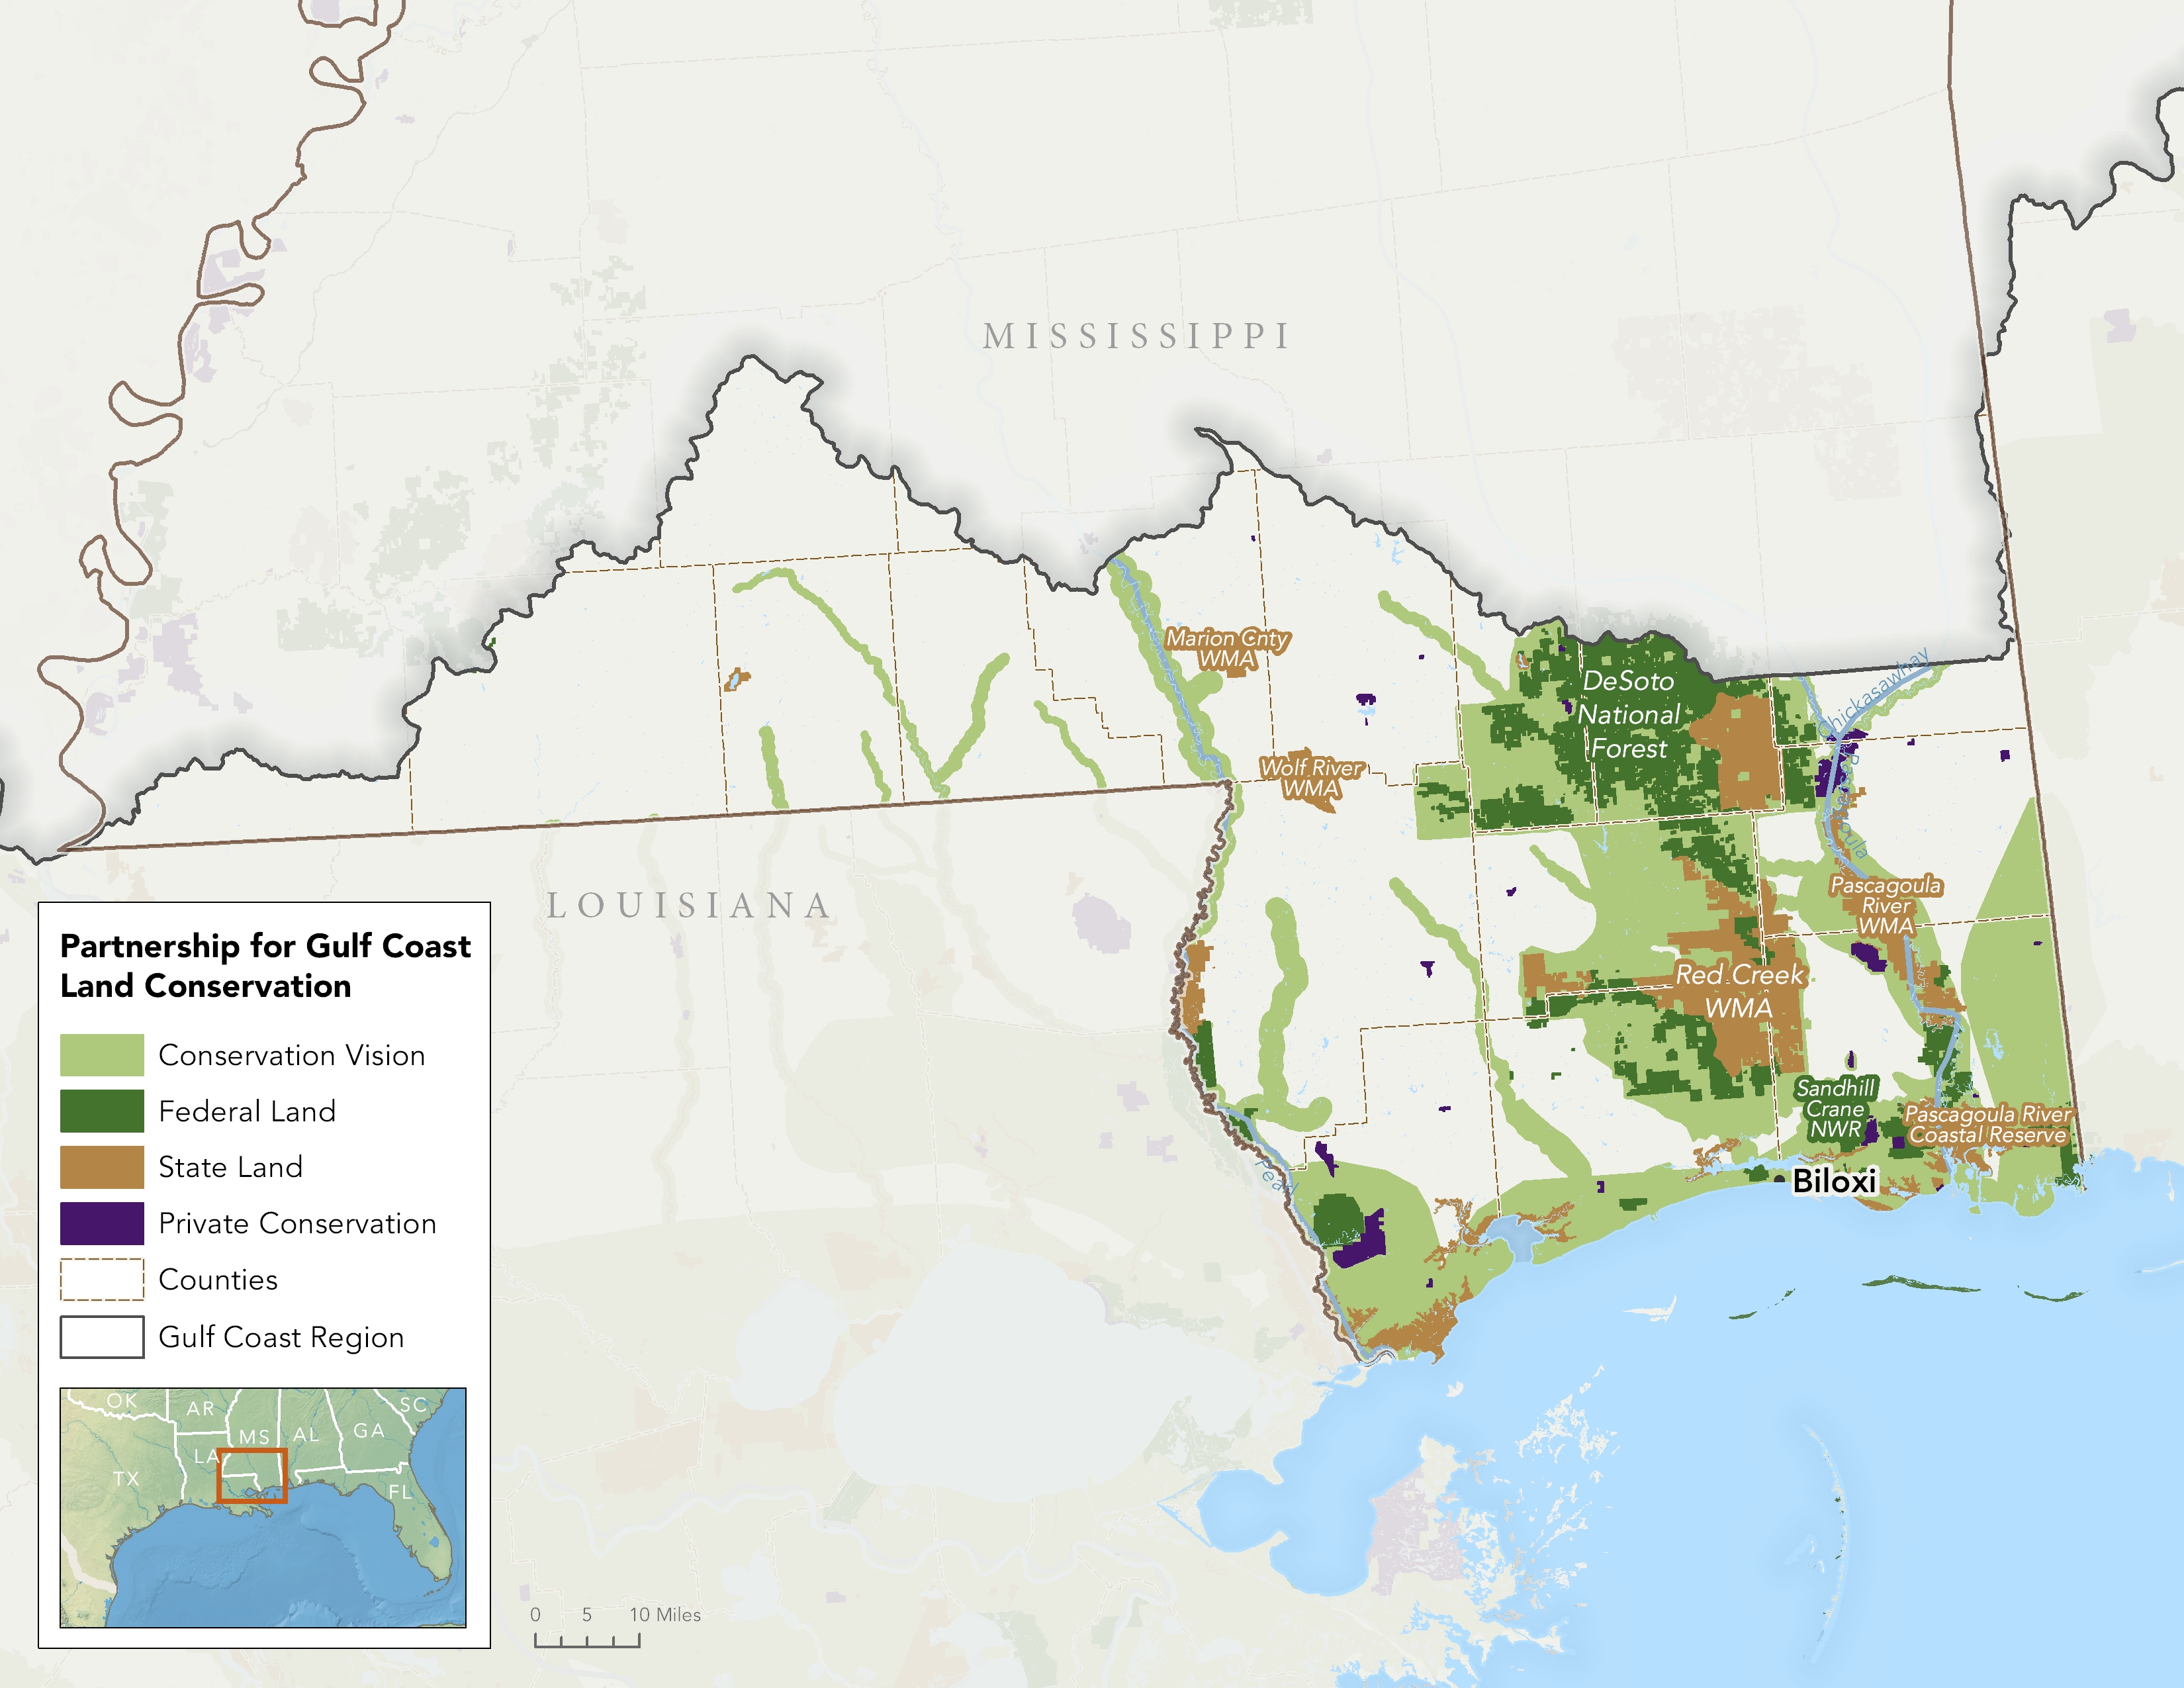 MISSISSIPPI
Marion Cnty
WMA
DeSoto
National
Forest
Chickasawhay
Wolf River
WMA
Pascagoula
River
WMA
LOUISIANA
Red Creek
WMA
Sandhill
Crane
NWR
Pascagoula River
Coastal Reserve
Pearl
Biloxi
Partnership for Gulf Coast
Land Conservation
Conservation Vision
Federal Land
State Land
Private Conservation
Counties
Gulf Coast Region
OK
AR
SC
MS
AL
GA
LA
TX
FL
0 5 10 Miles